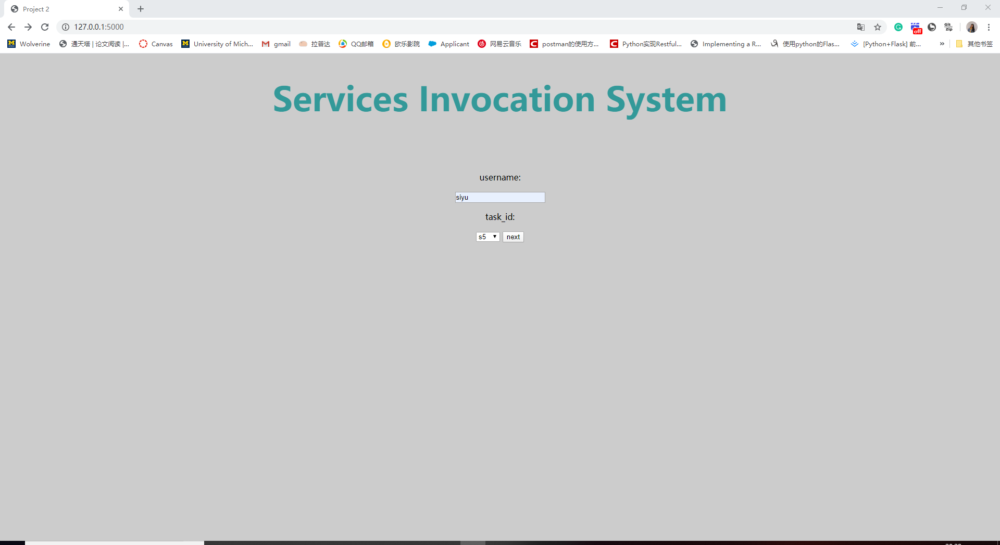 Project 2
127.0.0.1:5000
off
Git Zip
Wolverine
通天塔 | 论文阅读 |...
Canvas
University of Mich...
gmail
拉普达
QQ邮箱
欧乐影院
Applicant
网易云音乐
postman的使用方...
Python实现Restful...
Implementing a R...
使用python的Flas...
[Python+Flask] 前...
»
其他书签
Services Invocation System
username:
siyu
task_id:
s5
next